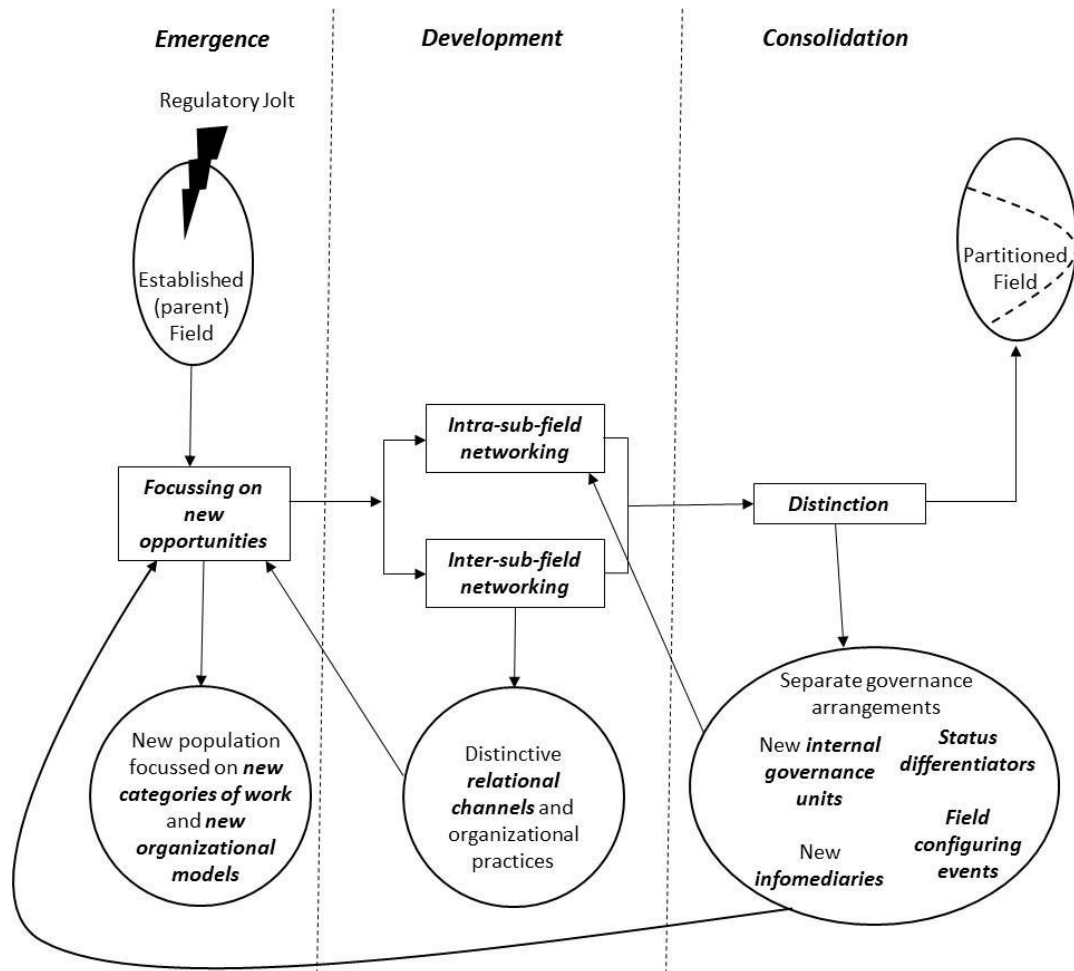 Emergence
Development
Consolidation
Regulatory Jolt
Established
(parent)
Field
Partitioned
Field
Focussing on
new
opportunities
Intra-sub-field
networking
Inter-sub-field
networking
Distinction
New population
focussed on new
categories of work
and new
organizational
models
Distinctive
relational
channels and
organizational
practices
Separate governance
arrangements
New internal
governance
units
Status
differentiators
New
infomediaries
Field
configuring
events